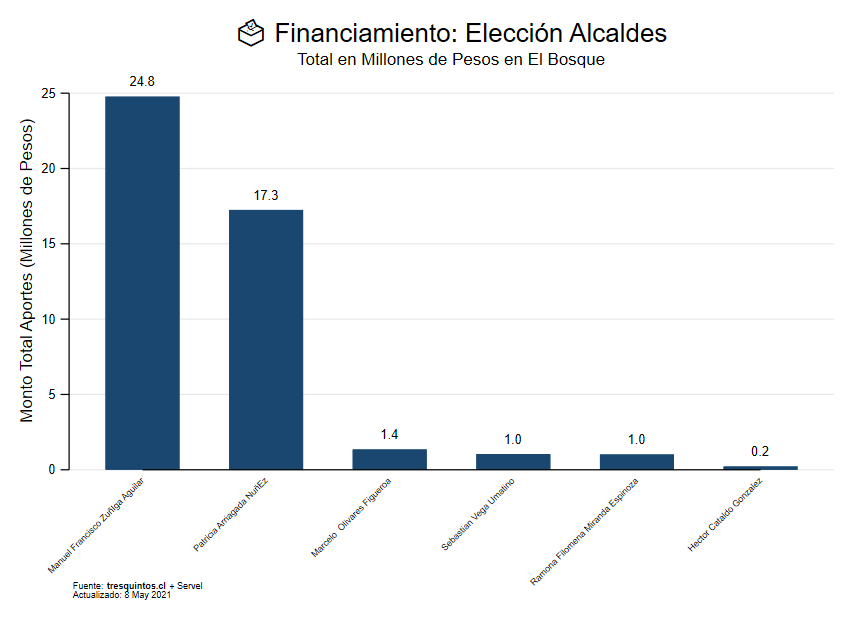 Financiamiento: Elección Alcaldes
Total en Millones de Pesos en El Bosque
Monto Total Aportes (Millones de Pesos)
25
20
15
10
5
0
24.8
17.3
1.4
1.0
1.0
0.2
Manuel Francisco Zuñiga Aguilar
Patricia Arriagada NuñEz
Marcelo Olivares Figueroa
Sebastian Vega Umatino
Ramona Filomena Miranda Espinoza
Hector Cataldo Gonzalez
Fuente: tresquintos.cl + Servel
Actualizado: 8 May 2021